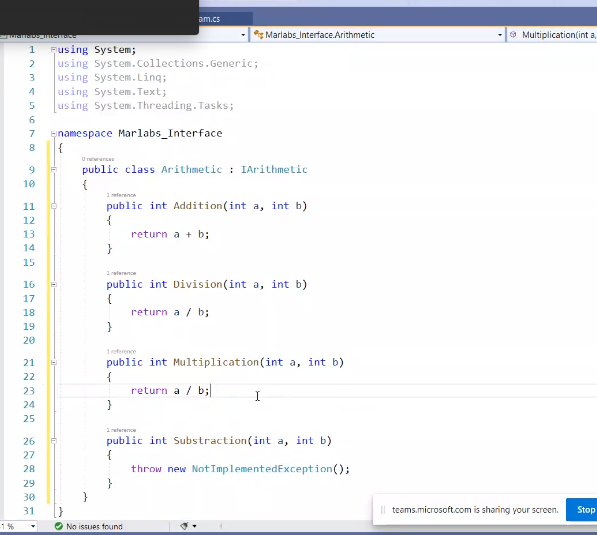 am.cs
Marlabs_Interface
Marlabs_Interface.Arithmetic
Multiplication(int a,
1 using System;
2 using System.Collections.Generic;
3 using System.Linq;
4 using System.Text;
5 using System.Threading.Tasks;
6
7 namespace Marlabs_Interface
8 {
0 references
9 public class Arithmetic : IArithmetic
10 {
1 reference
11 public int Addition(int a, int b)
12 {
13 return a + b;
14 }
15
1 reference
16 public int Division(int a, int b)
17 {
18 return a / b;
19 }
20
1 reference
21 public int Multiplication(int a, int b)
22 {
23 return a / b;
24 }
25
1 reference
26 public int Substraction(int a, int b)
27 {
28 throw new NotImplementedException();
29 }
30 }
31 }
teams.microsoft.com is sharing your screen.
Stop
1 %
No issues found